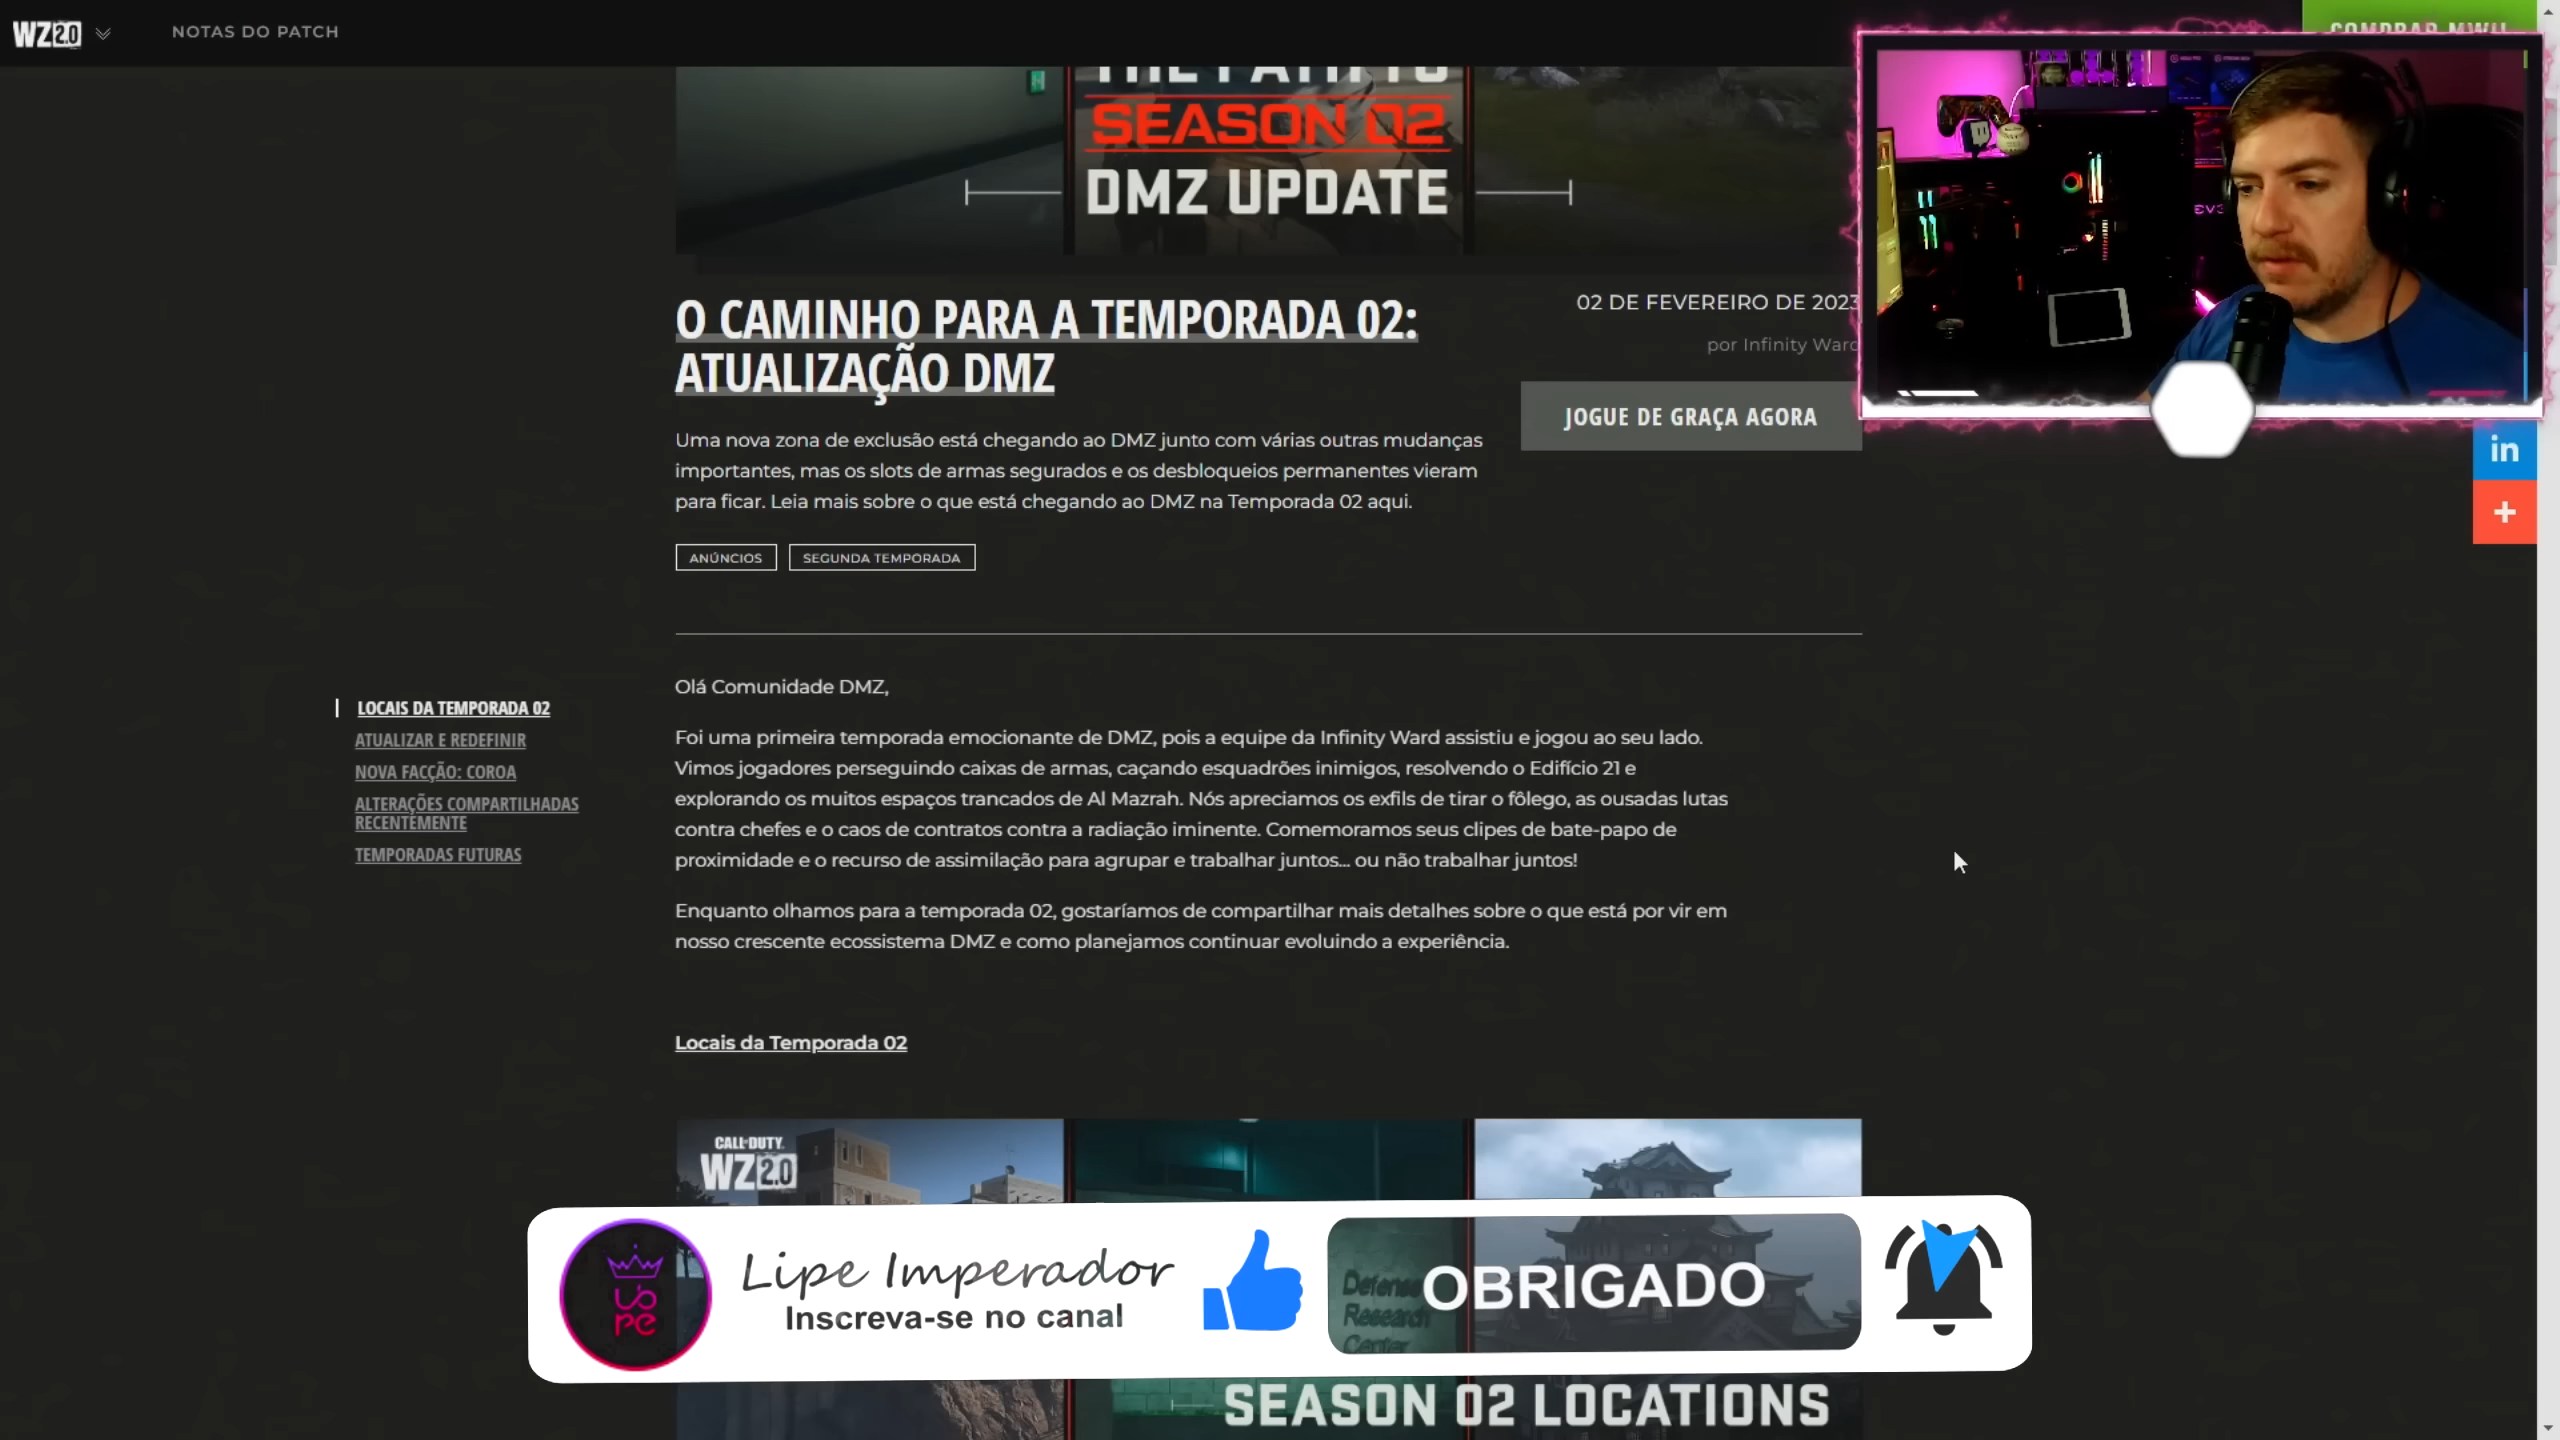 WZ2.0
NOTAS DO PATCH
SEASON 02
DMZ UPDATE
O CAMINHO PARA A TEMPORADA 02:
ATUALIZAÇÃO DMZ
02 DE FEVEREIRO DE 2023
por Infinity Ward
JOGUE DE GRAÇA AGORA
Uma nova zona de exclusão está chegando ao DMZ junto com várias outras mudanças
importantes, mas os slots de armas segurados e os desbloqueios permanentes vieram
para ficar. Leia mais sobre o que está chegando ao DMZ na Temporada 02 aqui.
ANÚNCIOS
SEGUNDA TEMPORADA
in
+
LOCAIS DA TEMPORADA 02
ATUALIZAR E REDEFINIR
NOVA FACÇÃO: COROA
ALTERAÇÕES COMPARTILHADAS
RECENTEMENTE
TEMPORADAS FUTURAS
Olá Comunidade DMZ,
Foi uma primeira temporada emocionante de DMZ, pois a equipe da Infinity Ward assistiu e jogou ao seu lado.
Vimos jogadores perseguindo caixas de armas, caçando esquadrões inimigos, resolvendo o Edifício 21 e
explorando os muitos espaços trancados de Al Mazrah. Nós apreciamos os exfils de tirar o fôlego, as ousadas lutas
contra chefes e o caos de contratos contra a radiação iminente. Comemoramos seus clipes de bate-papo de
proximidade e o recurso de assimilação para agrupar e trabalhar juntos... ou não trabalhar juntos!
Enquanto olhamos para a temporada 02, gostaríamos de compartilhar mais detalhes sobre o que está por vir em
nosso crescente ecossistema DMZ e como planejamos continuar evoluindo a experiência.
Locais da Temporada 02
CALL OF DUTY
WZ2.0
Lipe Imperador
Inscreva-se no canal
Defense
Research
Center
OBRIGADO
SEASON 02 LOCATIONS